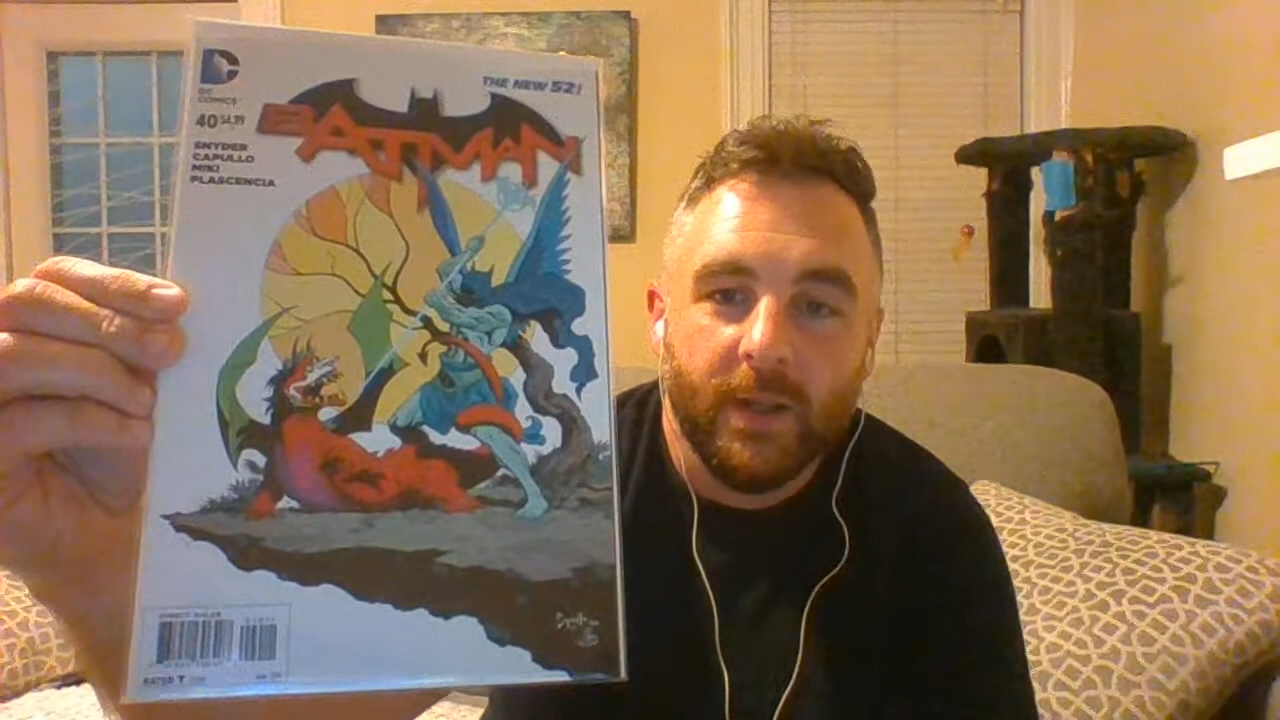 THE NEW 52!
DC
COMICS
40 $4.99
BATMAN
SNYDER
CAPULLO
MIKI
PLASCENCIA
DIRECT SALES
RATED T